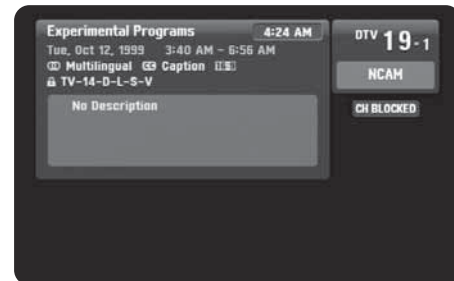 Experimental Programs 4:24 AM
Tue, Oct 12, 1999 3:40 AM - 6:56 AM
Multilingual CC Caption
TV-14-D-L-S-V
No Description
DTV 19-1
NCAM
CH BLOCKED